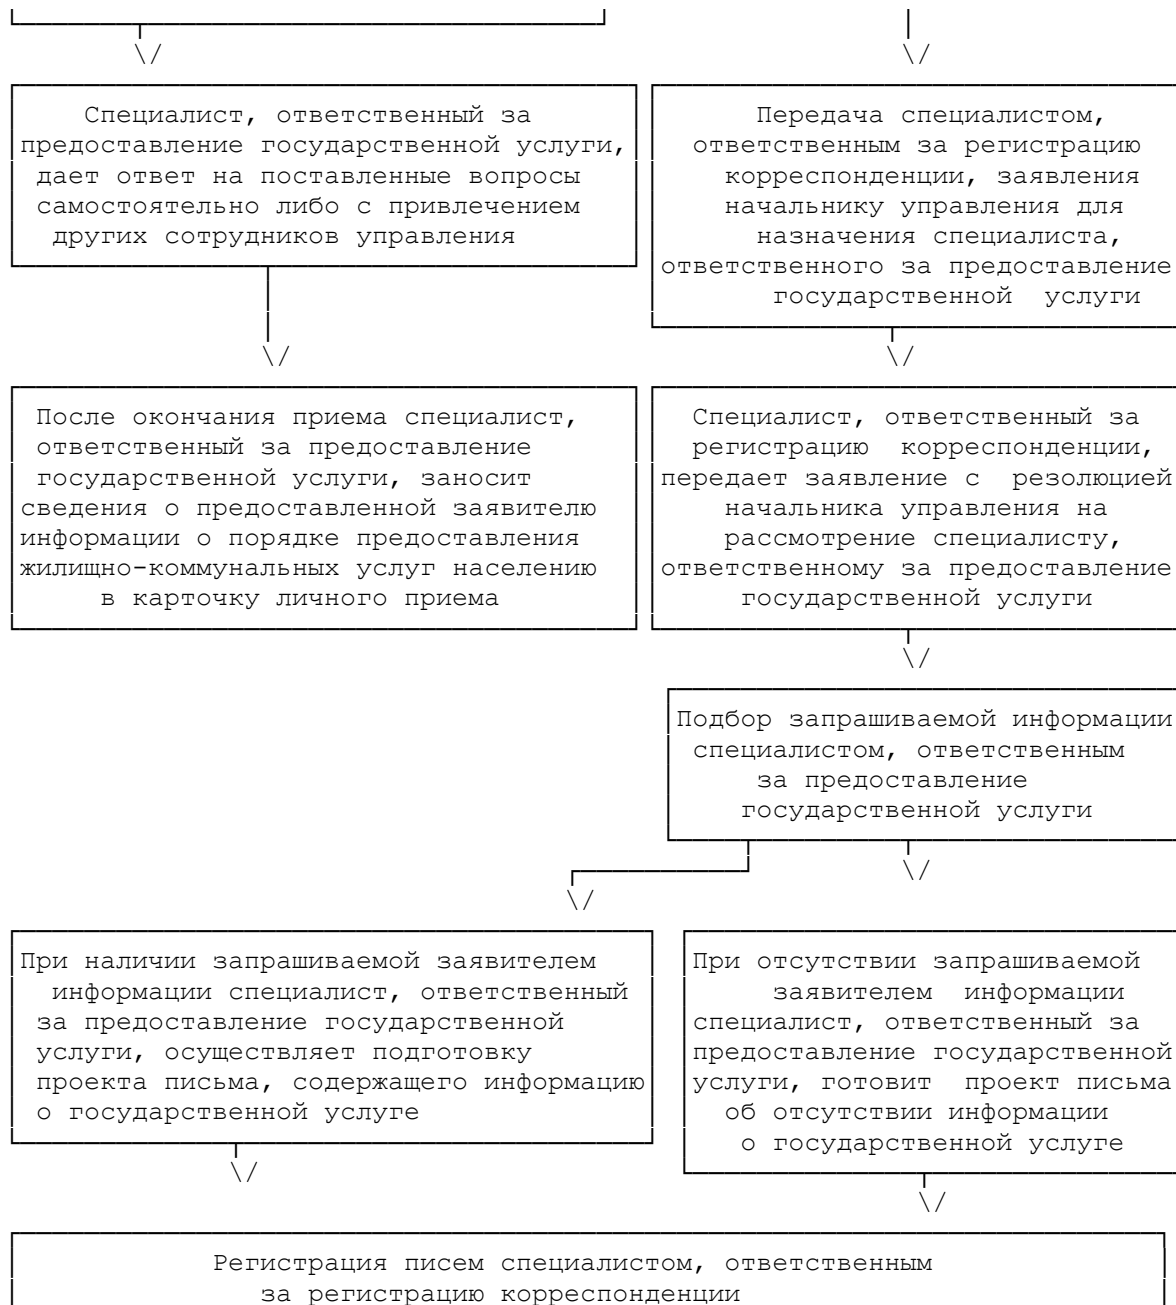 Специалист, ответственный за
предоставление государственной услуги,
дает ответ на поставленные вопросы
самостоятельно либо с привлечением
других сотрудников управления
Передача специалистом,
ответственным за регистрацию
корреспонденции, заявления
начальнику управления для
назначения специалиста,
ответственного за предоставление
государственной услуги
После окончания приема специалист,
ответственный за предоставление
государственной услуги, заносит
сведения о предоставленной заявителю
информации о порядке предоставления
жилищно-коммунальных услуг населению
в карточку личного приема
Специалист, ответственный за
регистрацию корреспонденции,
передает заявление с резолюцией
начальника управления на
рассмотрение специалисту,
ответственному за предоставление
государственной услуги
Подбор запрашиваемой информации
специалистом, ответственным
за предоставление
государственной услуги
При наличии запрашиваемой заявителем
информации специалист, ответственный
за предоставление государственной
услуги, осуществляет подготовку
проекта письма, содержащего информацию
о государственной услуге
При отсутствии запрашиваемой
заявителем информации
специалист, ответственный за
предоставление государственной
услуги, готовит проект письма
об отсутствии информации
о государственной услуге
Регистрация писем специалистом, ответственным
за регистрацию корреспонденции